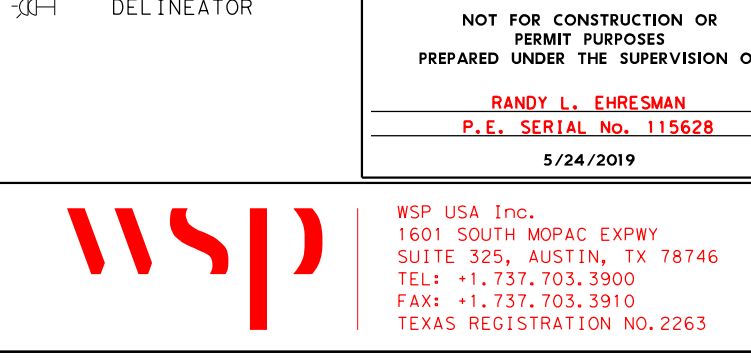 DELINEATOR
NOT FOR CONSTRUCTION OR
PERMIT PURPOSES
PREPARED UNDER THE SUPERVISION O
RANDY L. EHRESMAN
P.E. SERIAL No. 115628
5/24/2019
wsp
WSP USA Inc.
1601 SOUTH MOPAC EXPWY
SUITE 325, AUSTIN, TX 78746
TEL: +1.737.703.3900
FAX: +1.737.703.3910
TEXAS REGISTRATION NO.2263